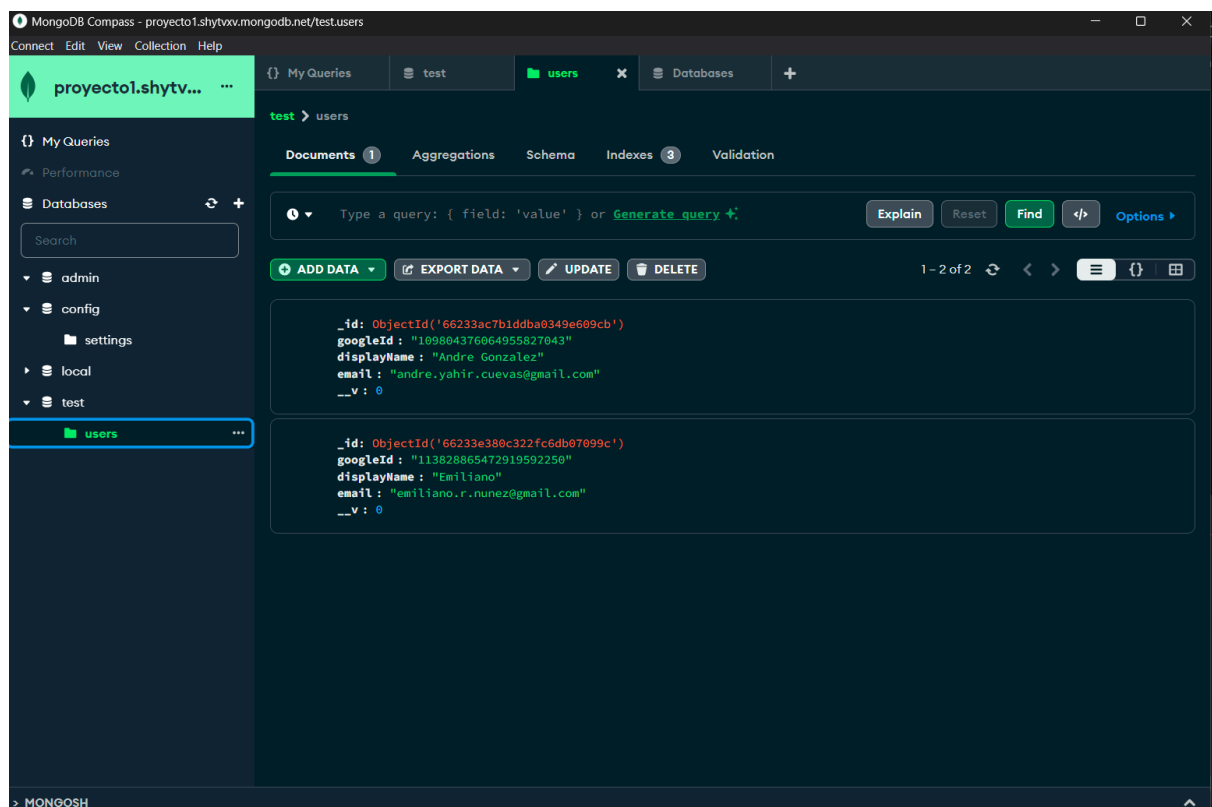 MongoDB Compass - proyecto1.shytvxv.mongodb.net/test.users
Connect Edit View Collection Help
proyecto1.shytv... ...
{} My Queries
Performance
Databases
Search
admin
config
settings
local
test
users ...
{} My Queries test users Databases
test > users
Documents 1 Aggregations Schema Indexes 3 Validation
Type a query: { field: 'value' } or Generate query Explain Reset Find </> Options
ADD DATA EXPORT DATA UPDATE DELETE 1 – 2 of 2 {}
_id: ObjectId('66233ac7b1ddba0349e609cb')
googleId : "109804376064955827043"
displayName : "Andre Gonzalez"
email : "andre.yahir.cuevas@gmail.com"
__v : 0
_id: ObjectId('66233e380c322fc6db07099c')
googleId : "113828865472919592250"
displayName : "Emiliano"
email : "emiliano.r.nunez@gmail.com"
__v : 0
> MONGOSH